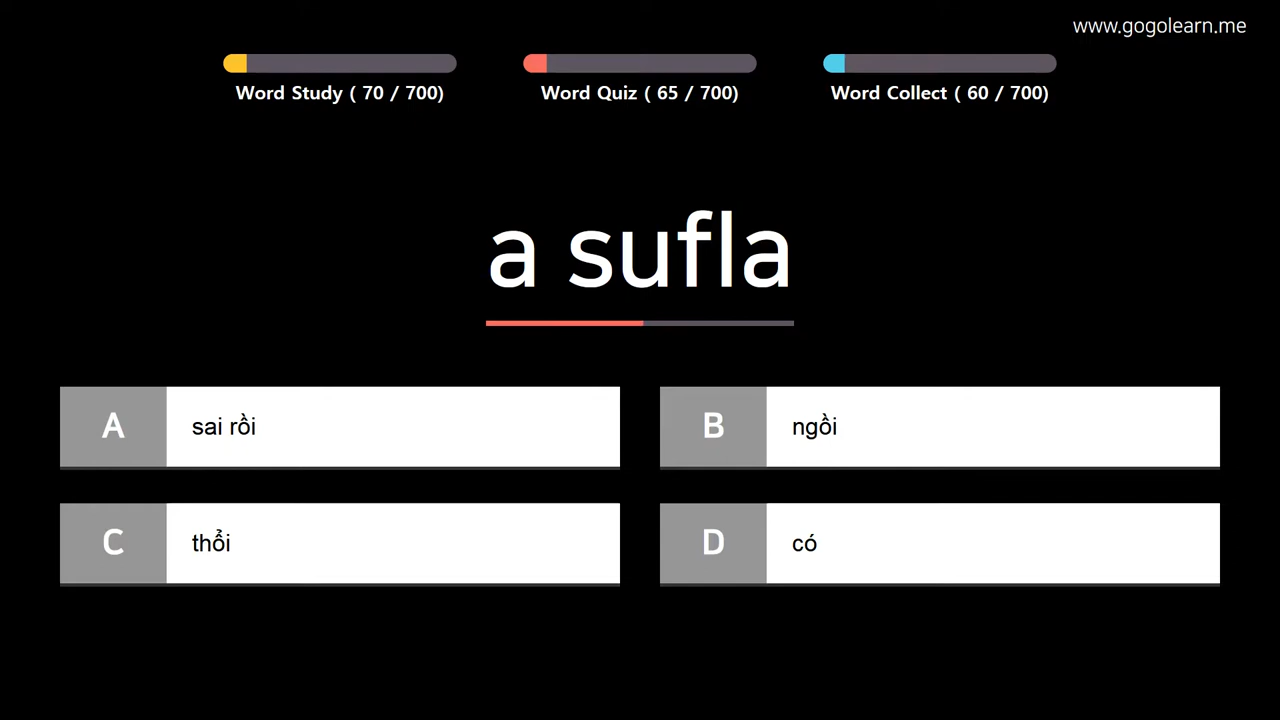 www.gogolearn.me
Word Study ( 70 / 700)
Word Quiz ( 65 / 700)
Word Collect ( 60 / 700)
a sufla
A
sai rồi
B
ngồi
C
thổi
D
có